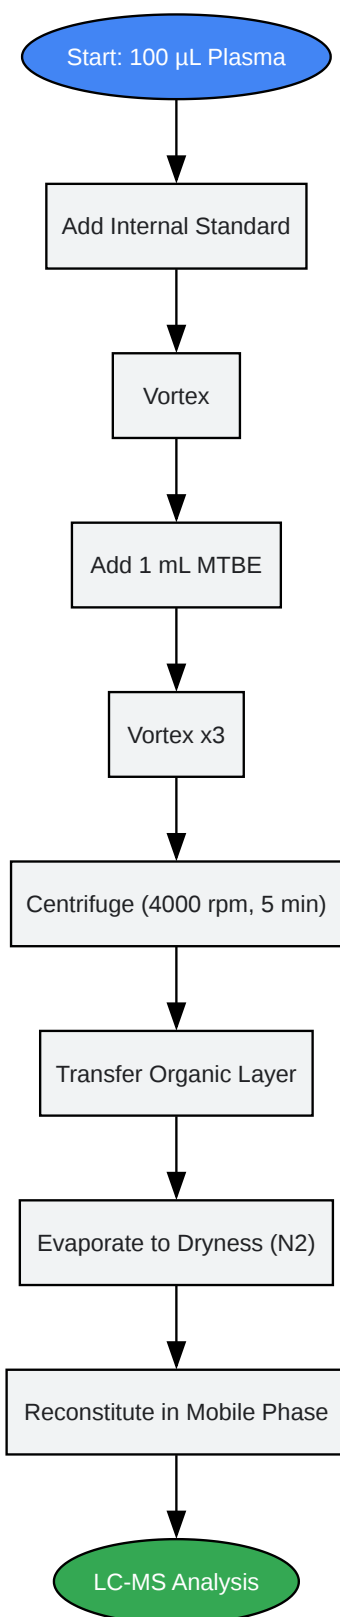 Start: 100 µL Plasma
Add Internal Standard
Vortex
Add 1 mL MTBE
Vortex x3
Centrifuge (4000 rpm, 5 min)
Transfer Organic Layer
Evaporate to Dryness (N2)
Reconstitute in Mobile Phase
LC-MS Analysis